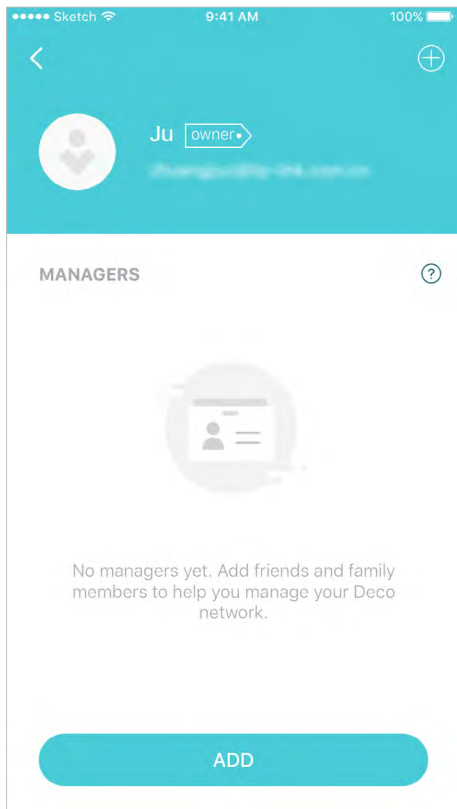 Sketch 9:41 AM 100%
Ju owner
MANAGERS ?
No managers yet. Add friends and family
members to help you manage your Deco
network.
ADD